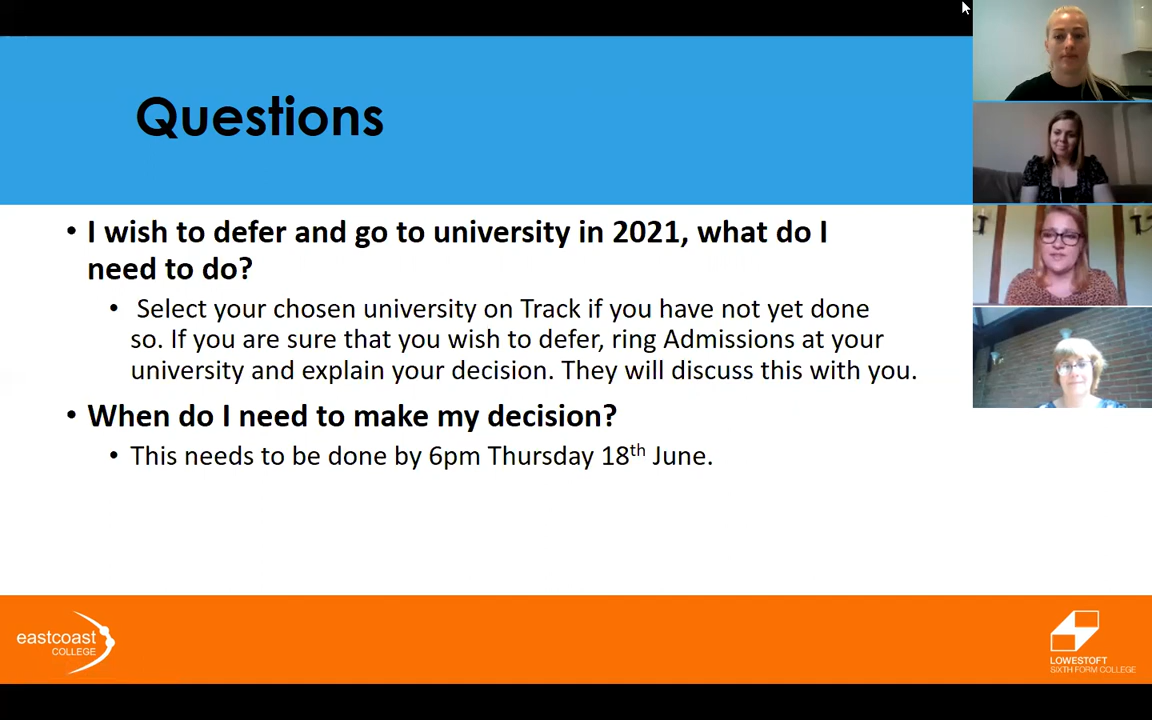 Questions
• I wish to defer and go to university in 2021, what do I
need to do?
• Select your chosen university on Track if you have not yet done
so. If you are sure that you wish to defer, ring Admissions at your
university and explain your decision. They will discuss this with you.
• When do I need to make my decision?
• This needs to be done by 6pm Thursday 18th June.
eastcoast
COLLEGE
LOWESTOFT
SIXTH FORM COLLEGE